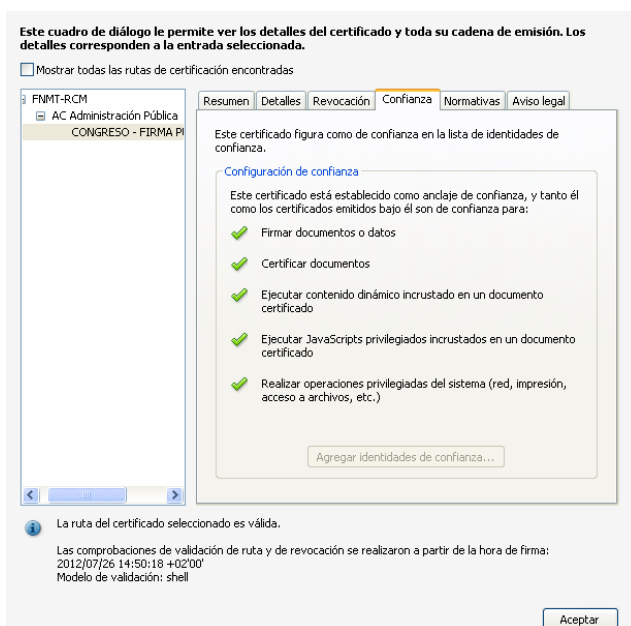 Este cuadro de diálogo le permite ver los detalles del certificado y toda su cadena de emisión. Los
detalles corresponden a la entrada seleccionada.
Mostrar todas las rutas de certificación encontradas
FNMT-RCM
AC Administración Pública
CONGRESO - FIRMA
Resumen Detalles Revocación Confianza Normativas Aviso legal
Este certificado figura como de confianza en la lista de identidades de
confianza.
Configuración de confianza
Este certificado está establecido como anclaje de confianza, y tanto él
como los certificados emitidos bajo él son de confianza para:
Firmar documentos o datos
Certificar documentos
Ejecutar contenido dinámico incrustado en un documento
certificado
Ejecutar JavaScripts privilegiados incrustados en un documento
certificado
Realizar operaciones privilegiadas del sistema (red, impresión,
acceso a archivos, etc.)
Agregar identidades de confianza...
La ruta del certificado seleccionado es válida.
Las comprobaciones de validación de ruta y de revocación se realizaron a partir de la hora de firma:
2012/07/26 14:50:18 +02'00'
Modelo de validación: shell
Aceptar